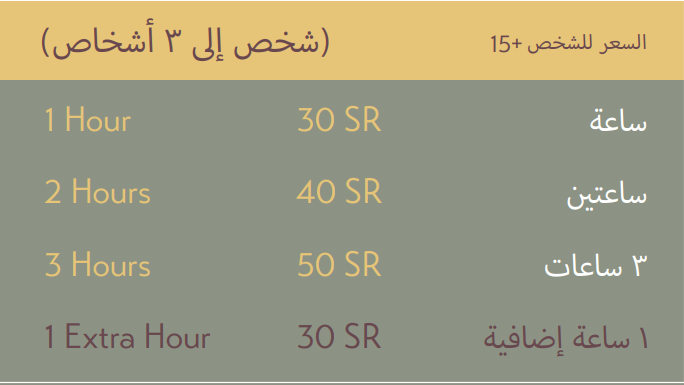 السعر للشخص +15 (شخص إلى ٣ أشخاص)
ساعة 30 SR 1 Hour
ساعتين 40 SR 2 Hours
٣ ساعات 50 SR 3 Hours
١ ساعة إضافية 30 SR 1 Extra Hour